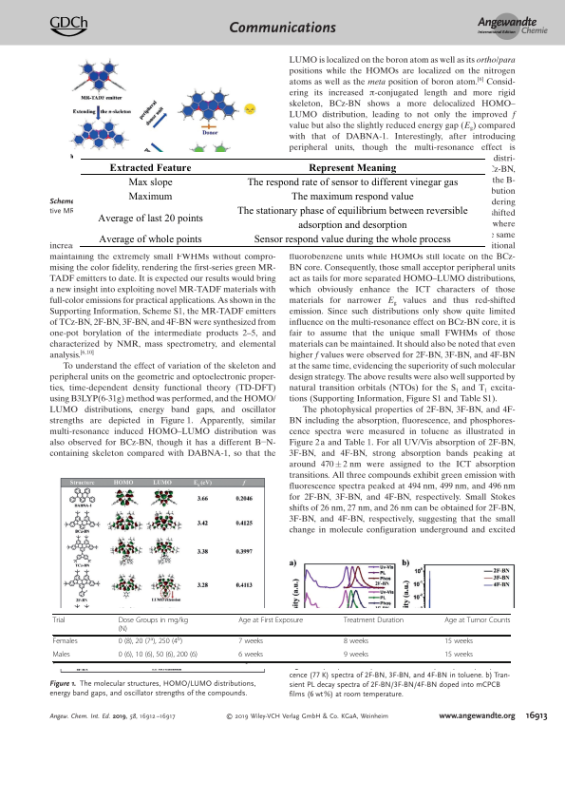 GDCh
Communications
Angewandte
International Edition Chemie
MR-TADF emitter
Extending the π-skeleton
peripheral
donor unit
Donor
LUMO is localized on the boron atom as well as its ortho/para
positions while the HOMOs are localized on the nitrogen
atoms as well as the meta position of boron atom.[8] Consid-
ering its increased π-conjugated length and more rigid
skeleton, BCz-BN shows a more delocalized HOMO–
LUMO distribution, leading to not only the improved f
value but also the slightly reduced energy gap (Eg) compared
with that of DABNA-1. Interestingly, after introducing
peripheral units, though the multi-resonance effect is
distri-
Cz-BN,
the B-
bution
dering
shifted
where
same
itional
Extracted Feature Represent Meaning
Max slope The respond rate of sensor to different vinegar gas
Maximum The maximum respond value
Average of last 20 points The stationary phase of equilibrium between reversible
adsorption and desorption
Average of whole points Sensor respond value during the whole process
Scheme
tive MR
increa
maintaining the extremely small FWHMs without compro-
mising the color fidelity, rendering the first-series green MR-
TADF emitters to date. It is expected our results would bring
a new insight into exploiting novel MR-TADF materials with
full-color emissions for practical applications. As shown in the
Supporting Information, Scheme S1, the MR-TADF emitters
of TCz-BN, 2F-BN, 3F-BN, and 4F-BN were synthesized from
one-pot borylation of the intermediate products 2–5, and
characterized by NMR, mass spectrometry, and elemental
analysis.[8,10]
To understand the effect of variation of the skeleton and
peripheral units on the geometric and optoelectronic proper-
ties, time-dependent density functional theory (TD-DFT)
using B3LYP(6-31g) method was performed, and the HOMO/
LUMO distributions, energy band gaps, and oscillator
strengths are depicted in Figure 1. Apparently, similar
multi-resonance induced HOMO–LUMO distribution was
also observed for BCz-BN, though it has a different B–N-
containing skeleton compared with DABNA-1, so that the
fluorobenzene units while HOMOs still locate on the BCz-
BN core. Consequently, those small acceptor peripheral units
act as tails for more separated HOMO–LUMO distributions,
which obviously enhance the ICT characters of those
materials for narrower Eg values and thus red-shifted
emission. Since such distributions only show quite limited
influence on the multi-resonance effect on BCz-BN core, it is
fair to assume that the unique small FWHMs of those
materials can be maintained. It should also be noted that even
higher f values were observed for 2F-BN, 3F-BN, and 4F-BN
at the same time, evidencing the superiority of such molecular
design strategy. The above results were also well supported by
natural transition orbitals (NTOs) for the S1 and T1 excita-
tions (Supporting Information, Figure S1 and Table S1).
The photophysical properties of 2F-BN, 3F-BN, and 4F-
BN including the absorption, fluorescence, and phosphores-
cence spectra were measured in toluene as illustrated in
Figure 2 a and Table 1. For all UV/Vis absorption of 2F-BN,
3F-BN, and 4F-BN, strong absorption bands peaking at
around 470 ± 2 nm were assigned to the ICT absorption
transitions. All three compounds exhibit green emission with
fluorescence spectra peaked at 494 nm, 499 nm, and 496 nm
for 2F-BN, 3F-BN, and 4F-BN, respectively. Small Stokes
shifts of 26 nm, 27 nm, and 26 nm can be obtained for 2F-BN,
3F-BN, and 4F-BN, respectively, suggesting that the small
change in molecule configuration underground and excited
Structure HOMO LUMO Eg (eV) f
DABNA-1 3.66 0.2046
BCz-BN 3.42 0.4125
TCz-BN 3.38 0.3997
2F-BN 3.28 0.4113
a)
Uv-Vis
PL
Phos
2F-BN
Uv-Vis
PL
Phos
b)
2F-BN
3F-BN
4F-BN
Trial Dose Groups in mg/kg Age at First Exposure Treatment Duration Age at Tumor Counts
(N)
Females 0 (8), 20 (7ᵃ), 250 (4ᵇ) 7 weeks 8 weeks 15 weeks
Males 0 (6), 10 (6), 50 (6), 200 (6) 6 weeks 9 weeks 15 weeks
Figure 1. The molecular structures, HOMO/LUMO distributions,
energy band gaps, and oscillator strengths of the compounds.
cence (77 K) spectra of 2F-BN, 3F-BN, and 4F-BN in toluene. b) Tran-
sient PL decay spectra of 2F-BN/3F-BN/4F-BN doped into mCPCB
films (6 wt%) at room temperature.
Angew. Chem. Int. Ed. 2019, 58, 16912–16917
© 2019 Wiley-VCH Verlag GmbH & Co. KGaA, Weinheim
www.angewandte.org 16913